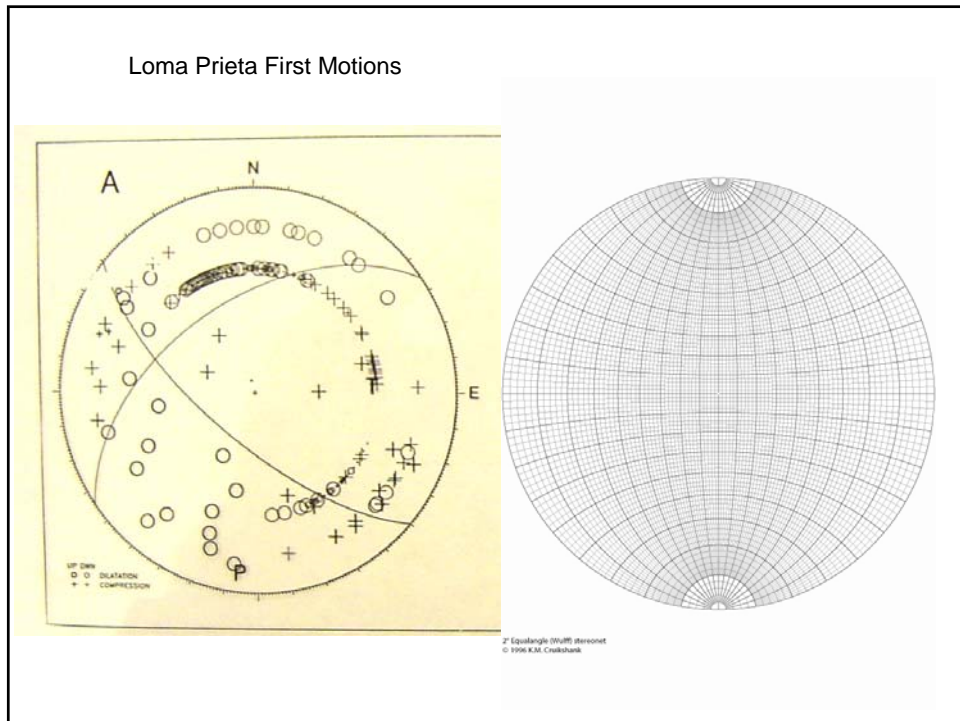 Loma Prieta First Motions
A
N
E
T
P
UP DWN
DILATATION
COMPRESSION
2° Equalangle (Wulff) stereonet
© 1996 K.M. Cruikshank